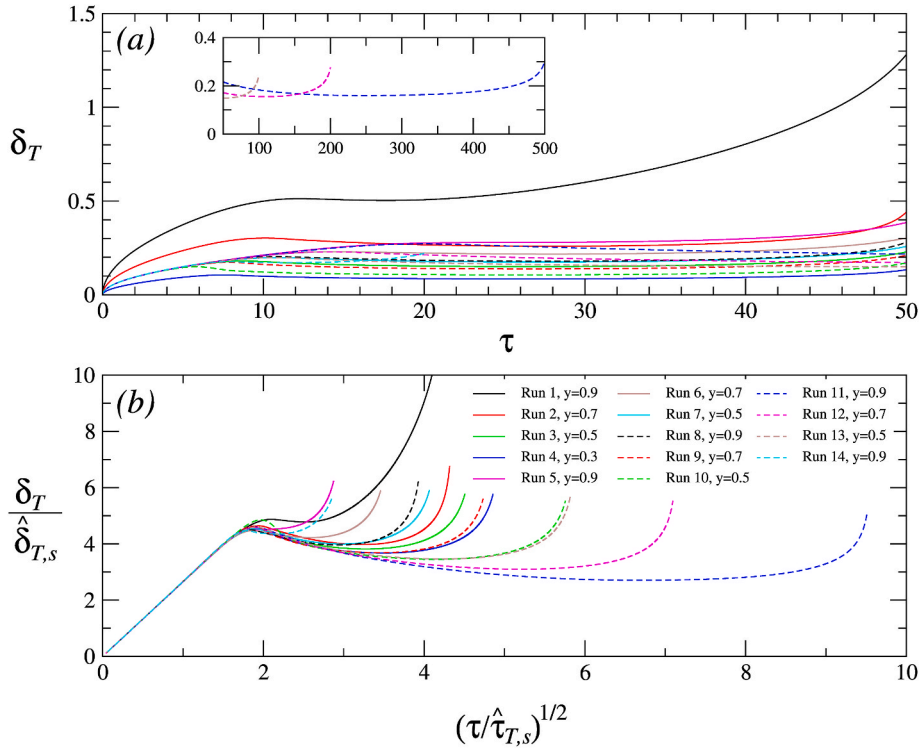 1.5
(a)
0.4
1
0.2
δ_T
0
100
200
300
400
500
0.5
0
0
10
20
30
40
50
τ
10
(b)
Run 1, y=0.9
Run 6, y=0.7
Run 11, y=0.9
8
Run 2, y=0.7
Run 7, y=0.5
Run 12, y=0.7
Run 3, y=0.5
Run 8, y=0.9
Run 13, y=0.5
Run 4, y=0.3
Run 9, y=0.7
Run 14, y=0.9
Run 5, y=0.9
Run 10, y=0.5
6
δ_T
δ̂_{T,s}
4
2
0
0
2
4
6
8
10
(τ/τ̂_{T,s})^{1/2}